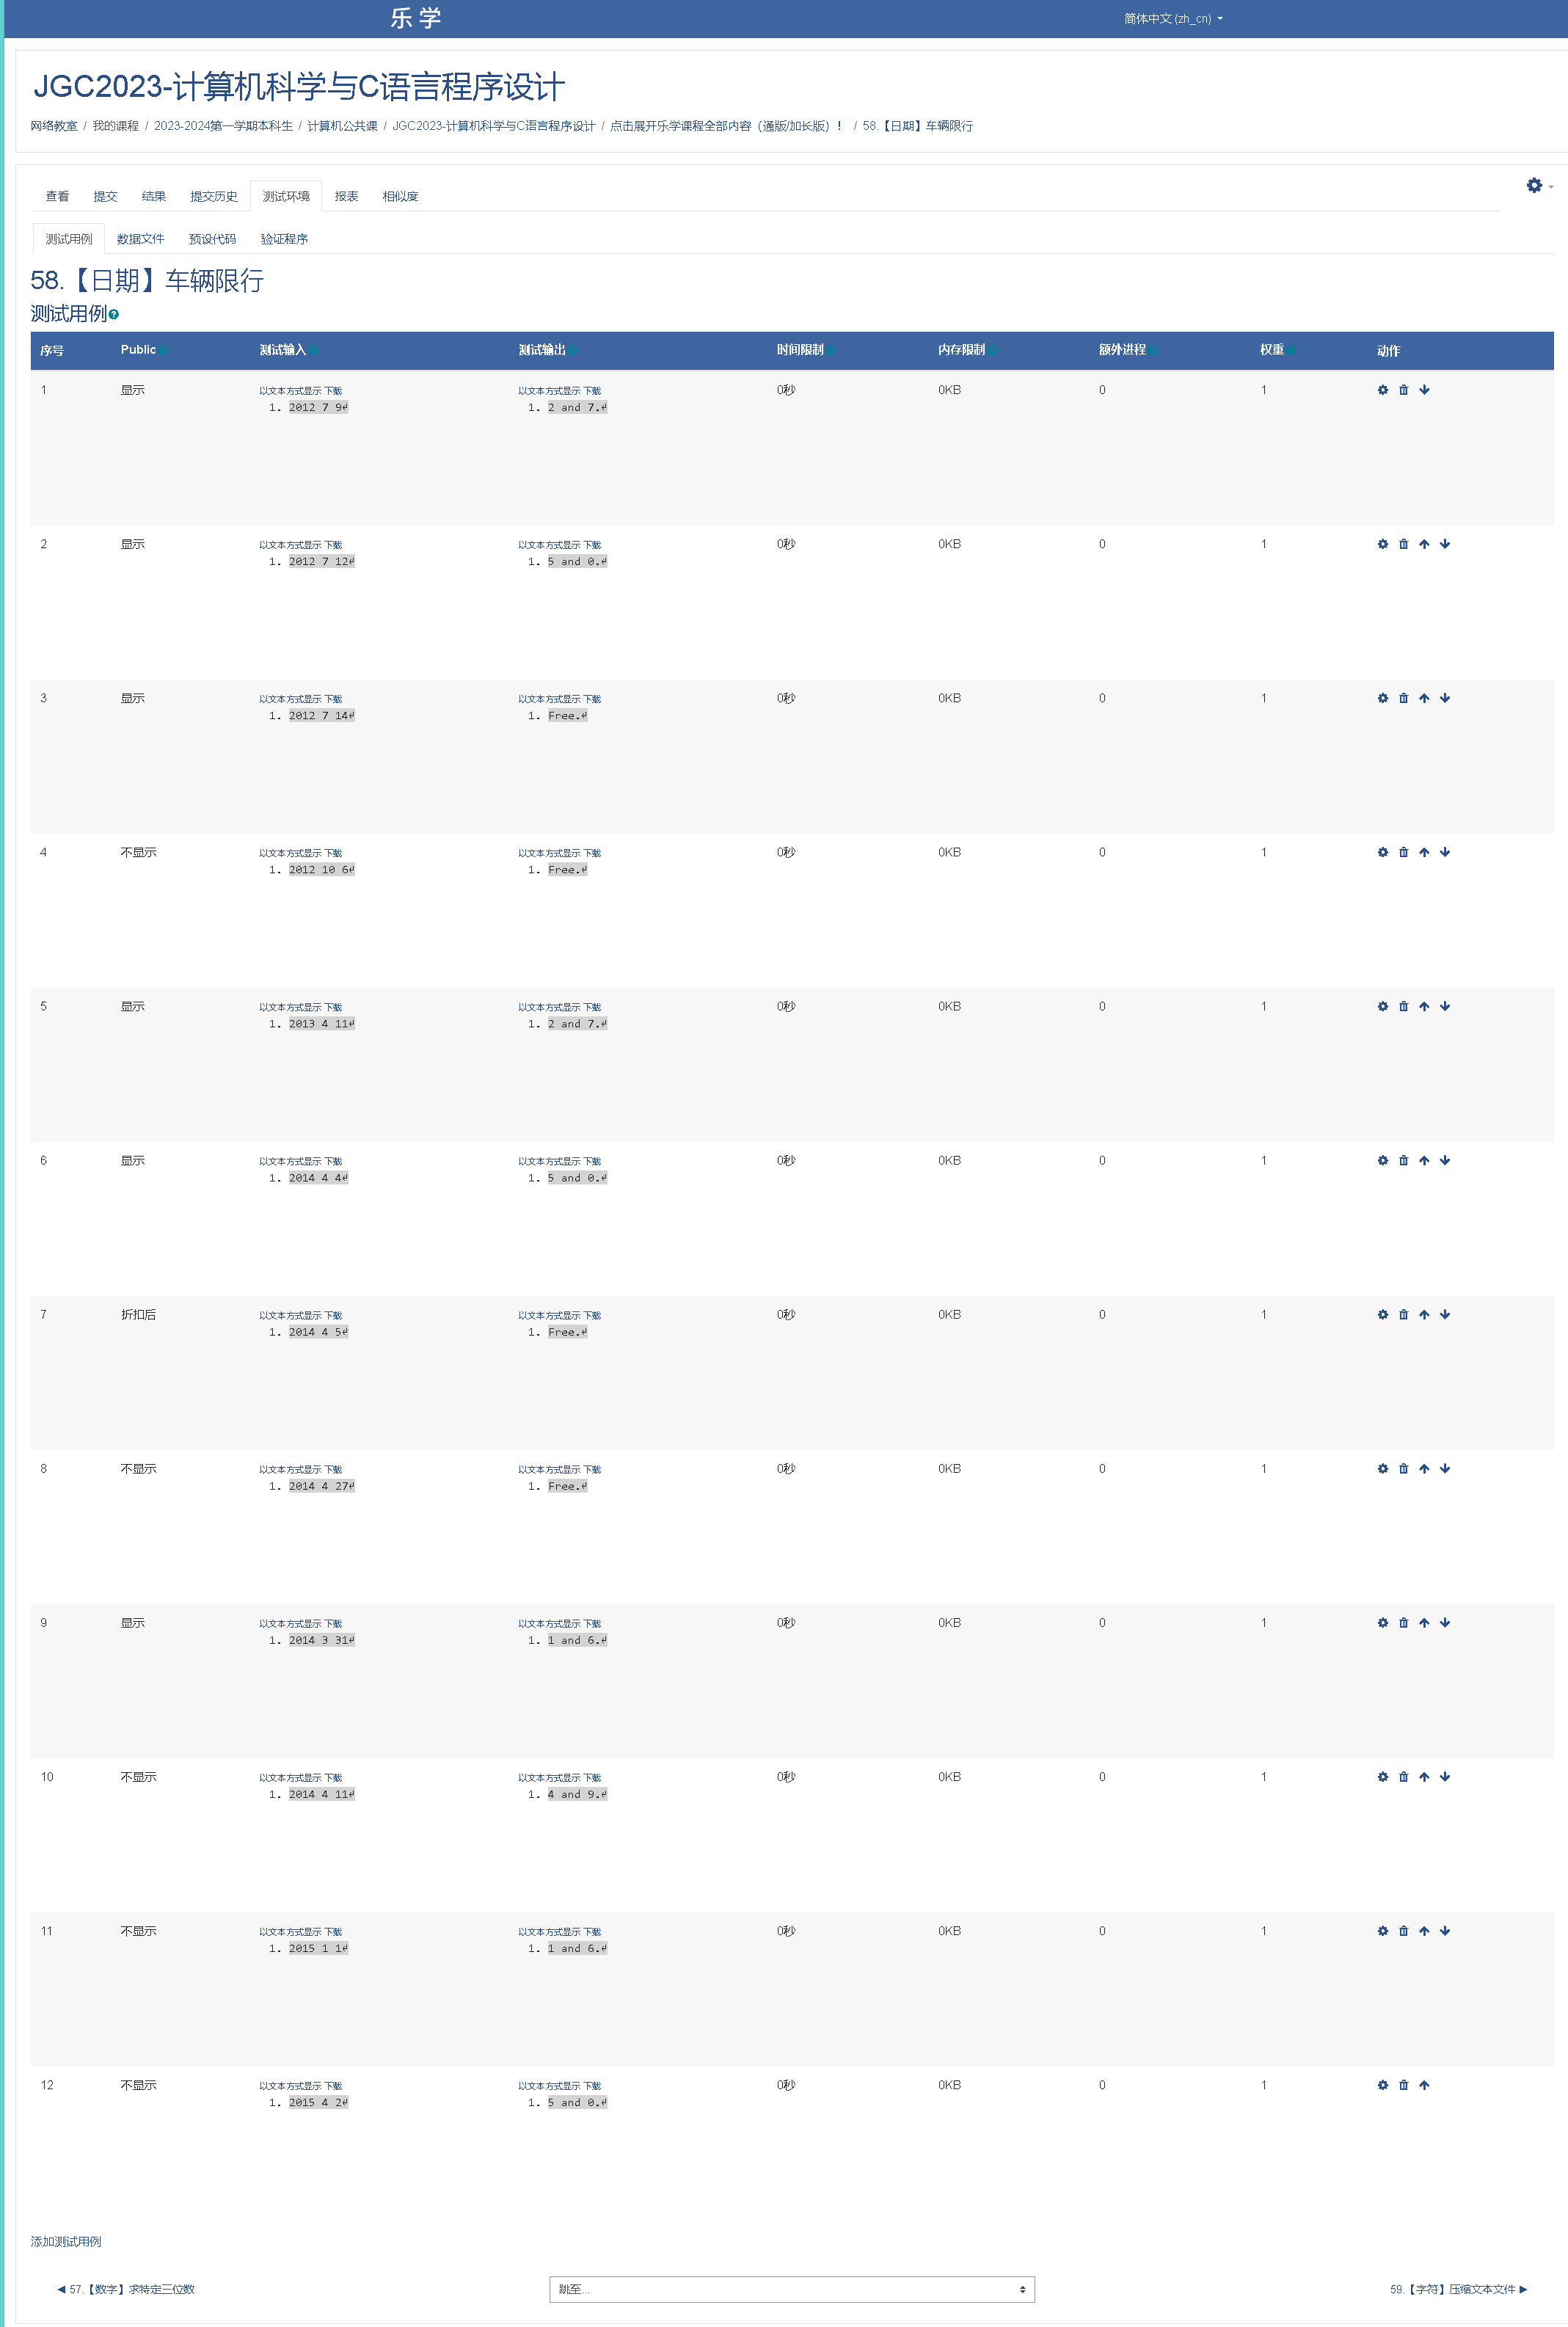 乐 学
简体中文 (zh_cn)
JGC2023-计算机科学与C语言程序设计
网络教室 / 我的课程 / 2023-2024第一学期本科生 / 计算机公共课 / JGC2023-计算机科学与C语言程序设计 / 点击展开乐学课程全部内容（通版/加长版）！ / 58.【日期】车辆限行
查看 提交 结果 提交历史 测试环境 报表 相似度
测试用例 数据文件 预设代码 验证程序
58.【日期】车辆限行
测试用例
序号 Public 测试输入 测试输出 时间限制 内存限制 额外进程 权重 动作
1 显示 以文本方式显示 下载 以文本方式显示 下载 0秒 0KB 0 1
1. 2012 7 9↵ 1. 2 and 7.↵
2 显示 以文本方式显示 下载 以文本方式显示 下载 0秒 0KB 0 1
1. 2012 7 12↵ 1. 5 and 0.↵
3 显示 以文本方式显示 下载 以文本方式显示 下载 0秒 0KB 0 1
1. 2012 7 14↵ 1. Free.↵
4 不显示 以文本方式显示 下载 以文本方式显示 下载 0秒 0KB 0 1
1. 2012 10 6↵ 1. Free.↵
5 显示 以文本方式显示 下载 以文本方式显示 下载 0秒 0KB 0 1
1. 2013 4 11↵ 1. 2 and 7.↵
6 显示 以文本方式显示 下载 以文本方式显示 下载 0秒 0KB 0 1
1. 2014 4 4↵ 1. 5 and 0.↵
7 折扣后 以文本方式显示 下载 以文本方式显示 下载 0秒 0KB 0 1
1. 2014 4 5↵ 1. Free.↵
8 不显示 以文本方式显示 下载 以文本方式显示 下载 0秒 0KB 0 1
1. 2014 4 27↵ 1. Free.↵
9 显示 以文本方式显示 下载 以文本方式显示 下载 0秒 0KB 0 1
1. 2014 3 31↵ 1. 1 and 6.↵
10 不显示 以文本方式显示 下载 以文本方式显示 下载 0秒 0KB 0 1
1. 2014 4 11↵ 1. 4 and 9.↵
11 不显示 以文本方式显示 下载 以文本方式显示 下载 0秒 0KB 0 1
1. 2015 1 1↵ 1. 1 and 6.↵
12 不显示 以文本方式显示 下载 以文本方式显示 下载 0秒 0KB 0 1
1. 2015 4 2↵ 1. 5 and 0.↵
添加测试用例
◀ 57.【数字】求特定三位数 跳至... 59.【字符】压缩文本文件 ▶